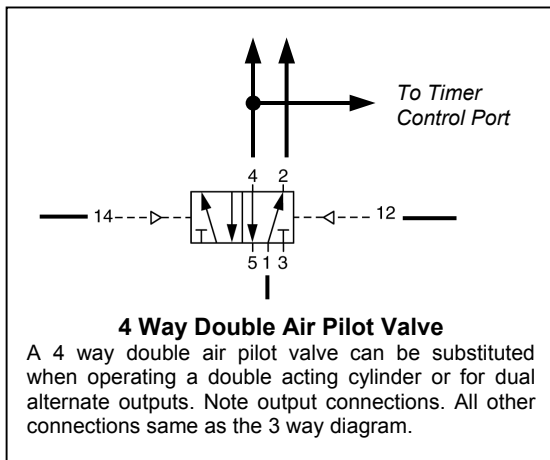 To Timer
Control Port
4 2
14 12
5 1 3
4 Way Double Air Pilot Valve
A 4 way double air pilot valve can be substituted
when operating a double acting cylinder or for dual
alternate outputs. Note output connections. All other
connections same as the 3 way diagram.